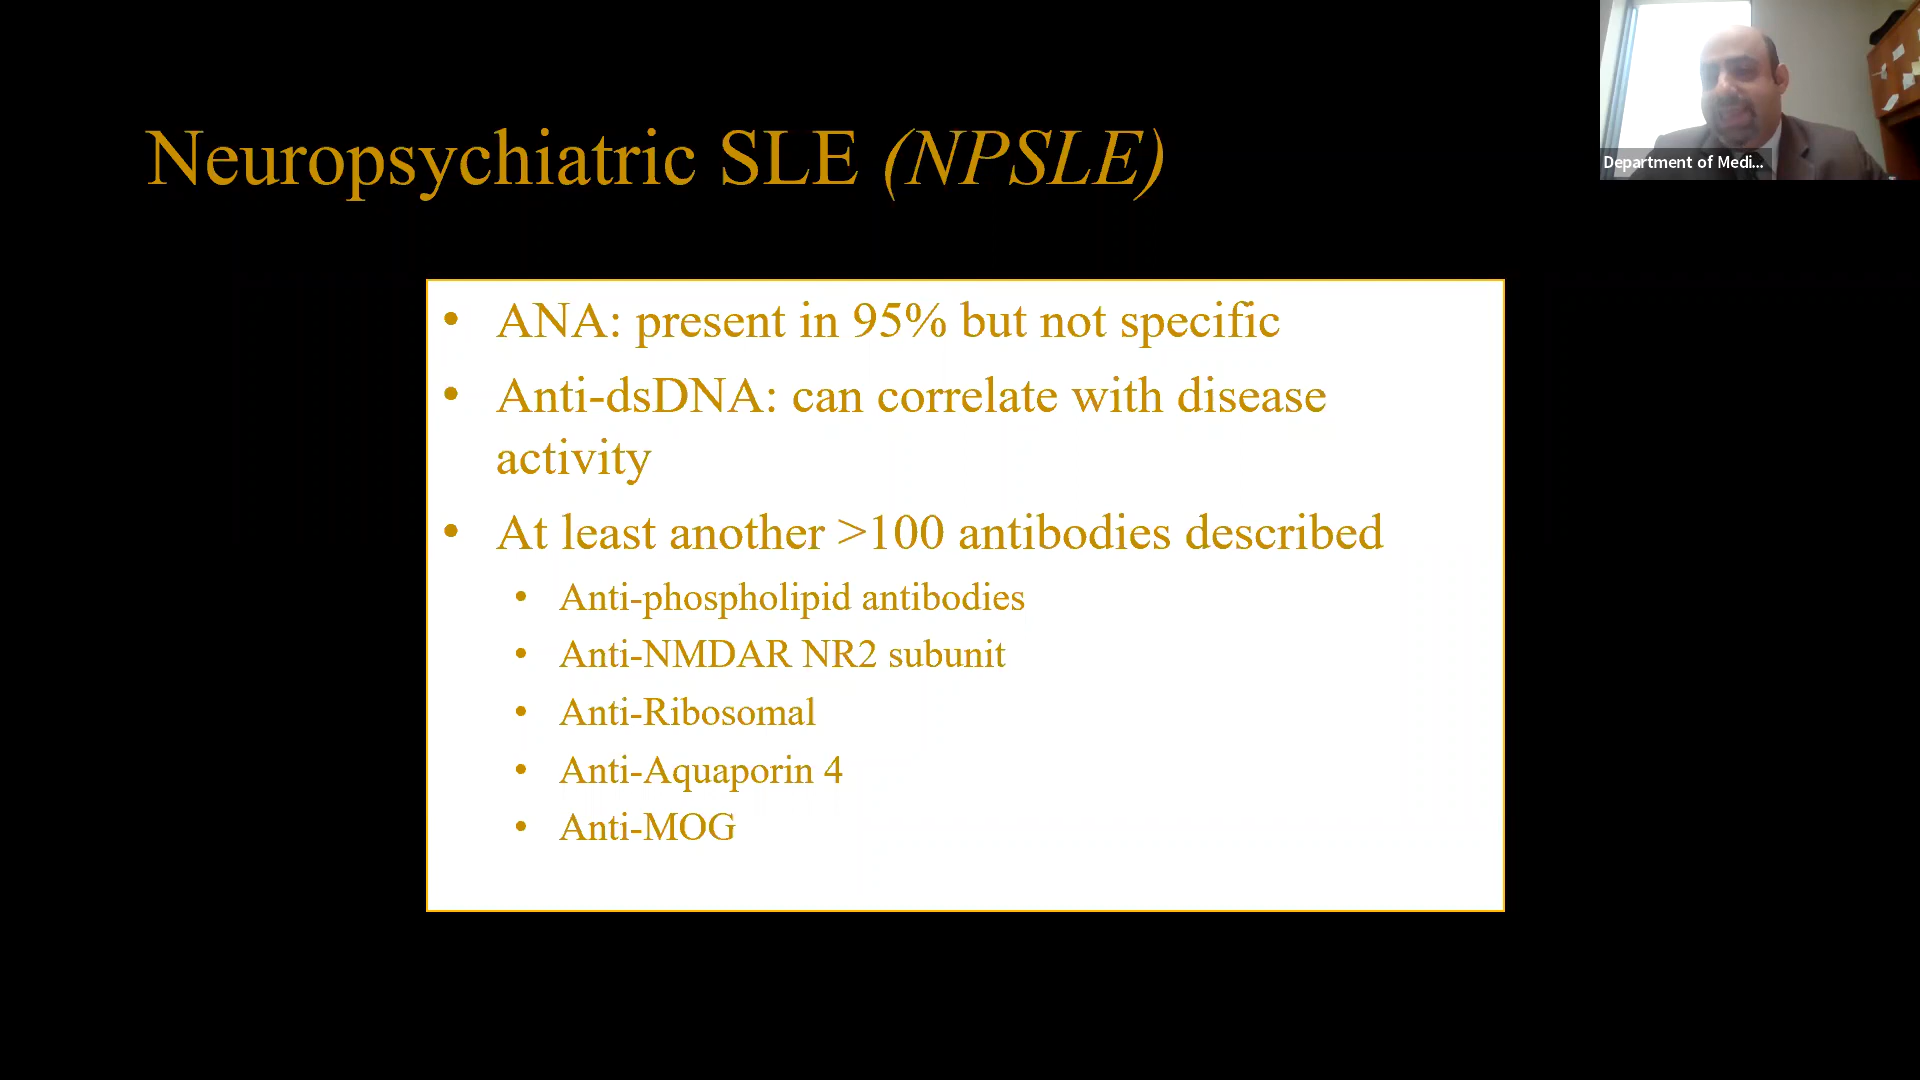 Neuropsychiatric SLE (NPSLE)
Department of Medi...
• ANA: present in 95% but not specific
• Anti-dsDNA: can correlate with disease
activity
• At least another >100 antibodies described
• Anti-phospholipid antibodies
• Anti-NMDAR NR2 subunit
• Anti-Ribosomal
• Anti-Aquaporin 4
• Anti-MOG